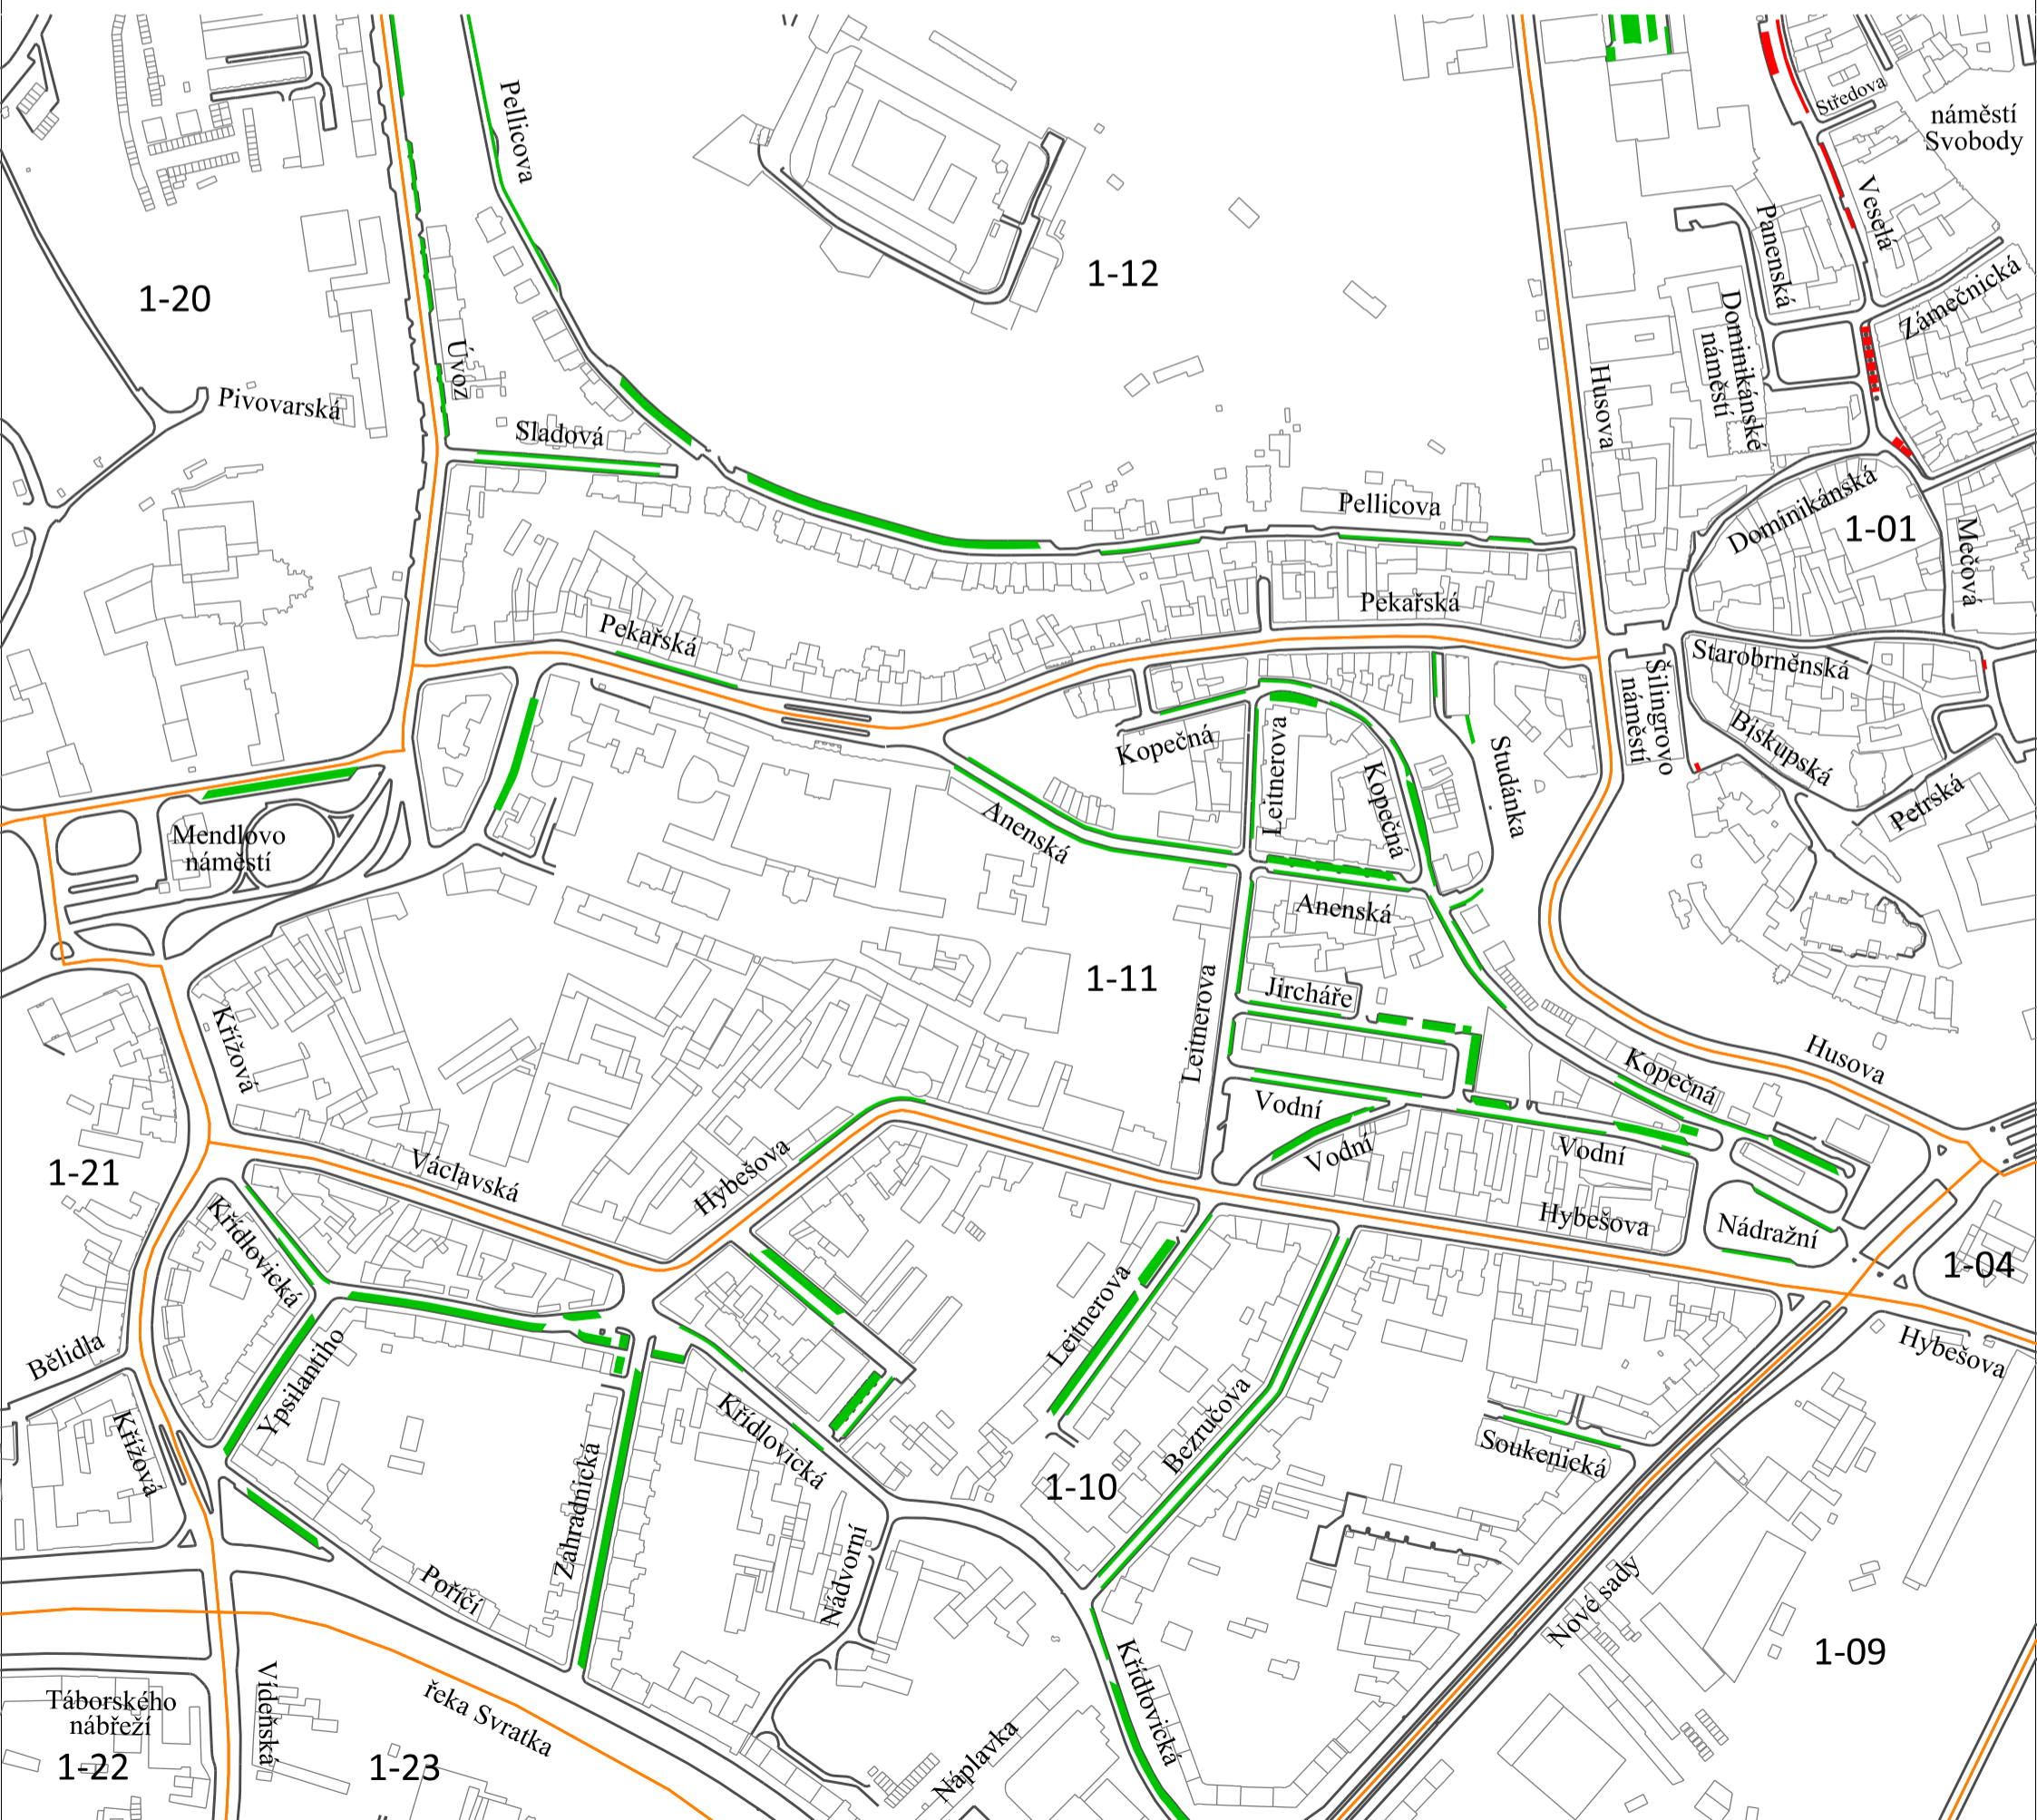 Pellicova
Středova
náměstí
Svobody
Veselá
Panenská
1-12
1-20
Zámečnická
Dominikánské
náměstí
Úvoz
Husova
Pivovarská
Sladová
Pellicova
Dominikánská
1-01
Mečová
Pekařská
Pekařská
Starobrněnská
Šilingrovo
náměstí
Biskupská
Petrská
Kopečná
Leitnerova
Kopečná
Studánka
Anenská
Mendlovo
náměstí
Anenská
1-11
Jircháře
Leitnerova
Křížová
Husova
Kopečná
Vodní
Vodní
Vodní
1-21
Václavská
Hybešova
Hybešova
Nádražní
1-04
Křídlovická
Leitnerova
Ypsilantiho
Bělidla
Hybešova
Křížová
Křídlovická
Bezručova
Soukenická
1-10
Zahradnická
Nádvorní
Poříčí
Nové sady
1-09
Křídlovická
Vídeňská
řeka Svratka
Táborského
nábřeží
1-22
1-23
Náplavka